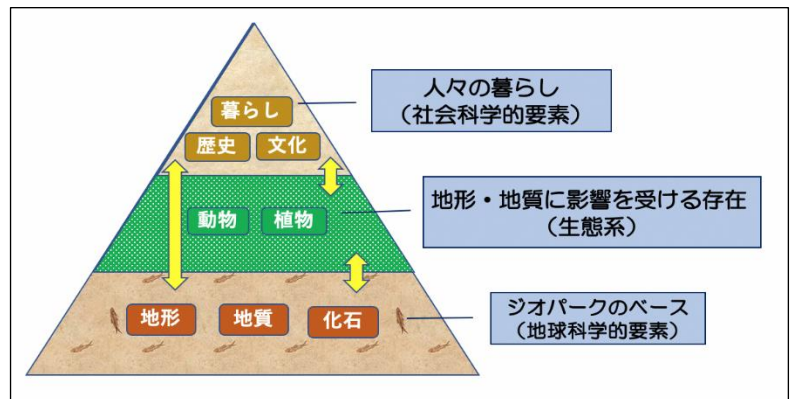 暮らし
歴史 文化
人々の暮らし
（社会科学的要素）
動物 植物
地形・地質に影響を受ける存在
（生態系）
地形 地質 化石
ジオパークのベース
（地球科学的要素）